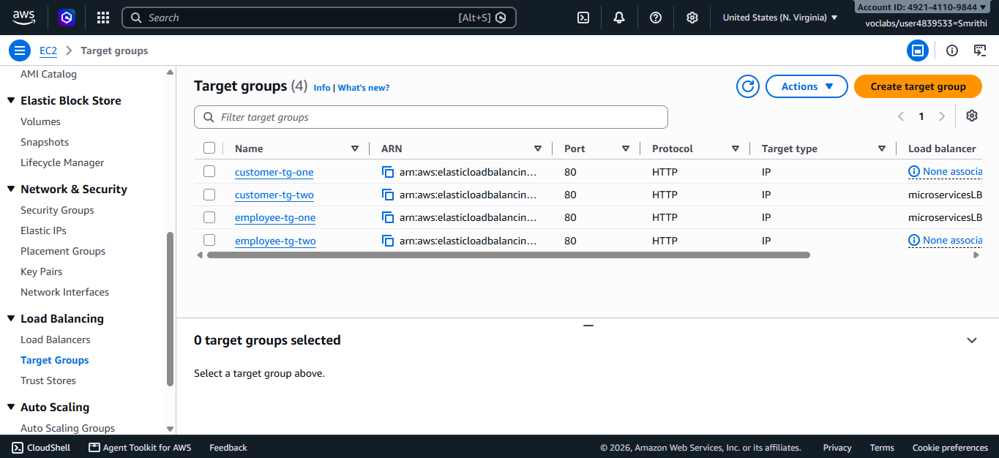 aws
Search [Alt+S]
United States (N. Virginia)
Account ID: 4921-4110-9844
voclabs/user4839533=Smrithi
EC2 Target groups
AMI Catalog
Elastic Block Store
Volumes
Snapshots
Lifecycle Manager
Network & Security
Security Groups
Elastic IPs
Placement Groups
Key Pairs
Network Interfaces
Load Balancing
Load Balancers
Target Groups
Trust Stores
Auto Scaling
Auto Scaling Groups
Target groups (4) Info | What's new?
Actions
Create target group
Filter target groups
1
Name ARN Port Protocol Target type Load balancer
customer-tg-one arn:aws:elasticloadbalancin... 80 HTTP IP None associa
customer-tg-two arn:aws:elasticloadbalancin... 80 HTTP IP microservicesLB
employee-tg-one arn:aws:elasticloadbalancin... 80 HTTP IP microservicesLB
employee-tg-two arn:aws:elasticloadbalancin... 80 HTTP IP None associa
0 target groups selected
Select a target group above.
CloudShell Agent Toolkit for AWS Feedback © 2026, Amazon Web Services, Inc. or its affiliates. Privacy Terms Cookie preferences